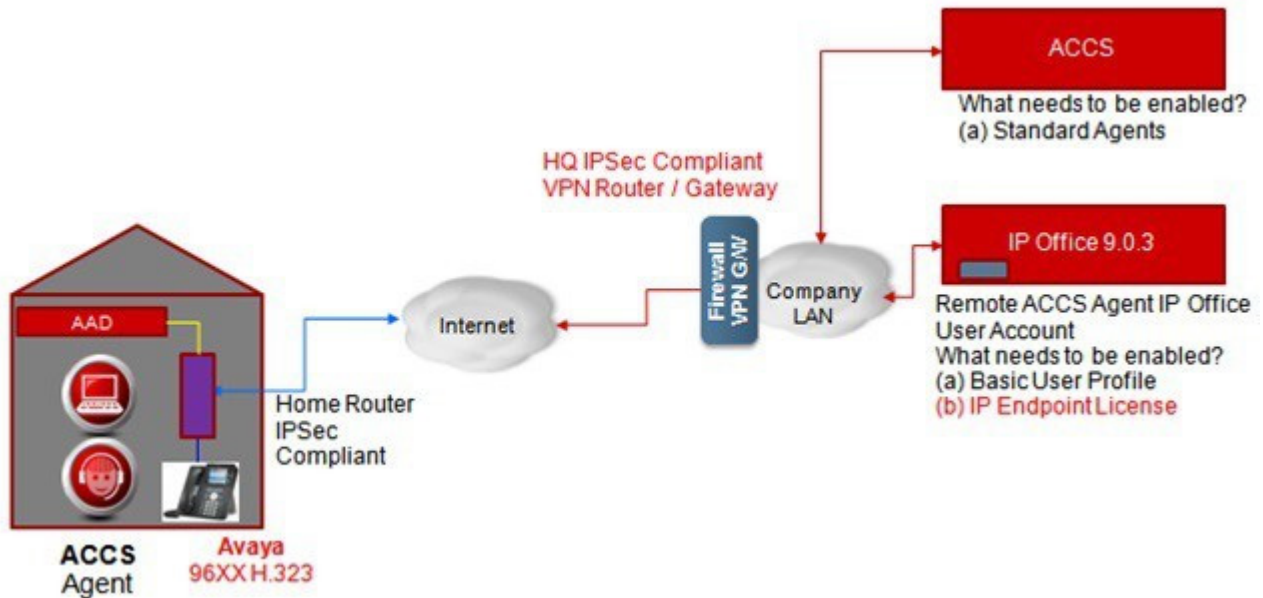 ACCS
What needs to be enabled?
(a) Standard Agents
HQ IPSec Compliant
VPN Router / Gateway
IP Office 9.0.3
Firewall
VPN G/W
Company
LAN
Internet
Remote ACCS Agent IP Office
User Account
What needs to be enabled?
(a) Basic User Profile
(b) IP Endpoint License
AAD
Home Router
IPSec
Compliant
ACCS
Agent
Avaya
96XX H.323